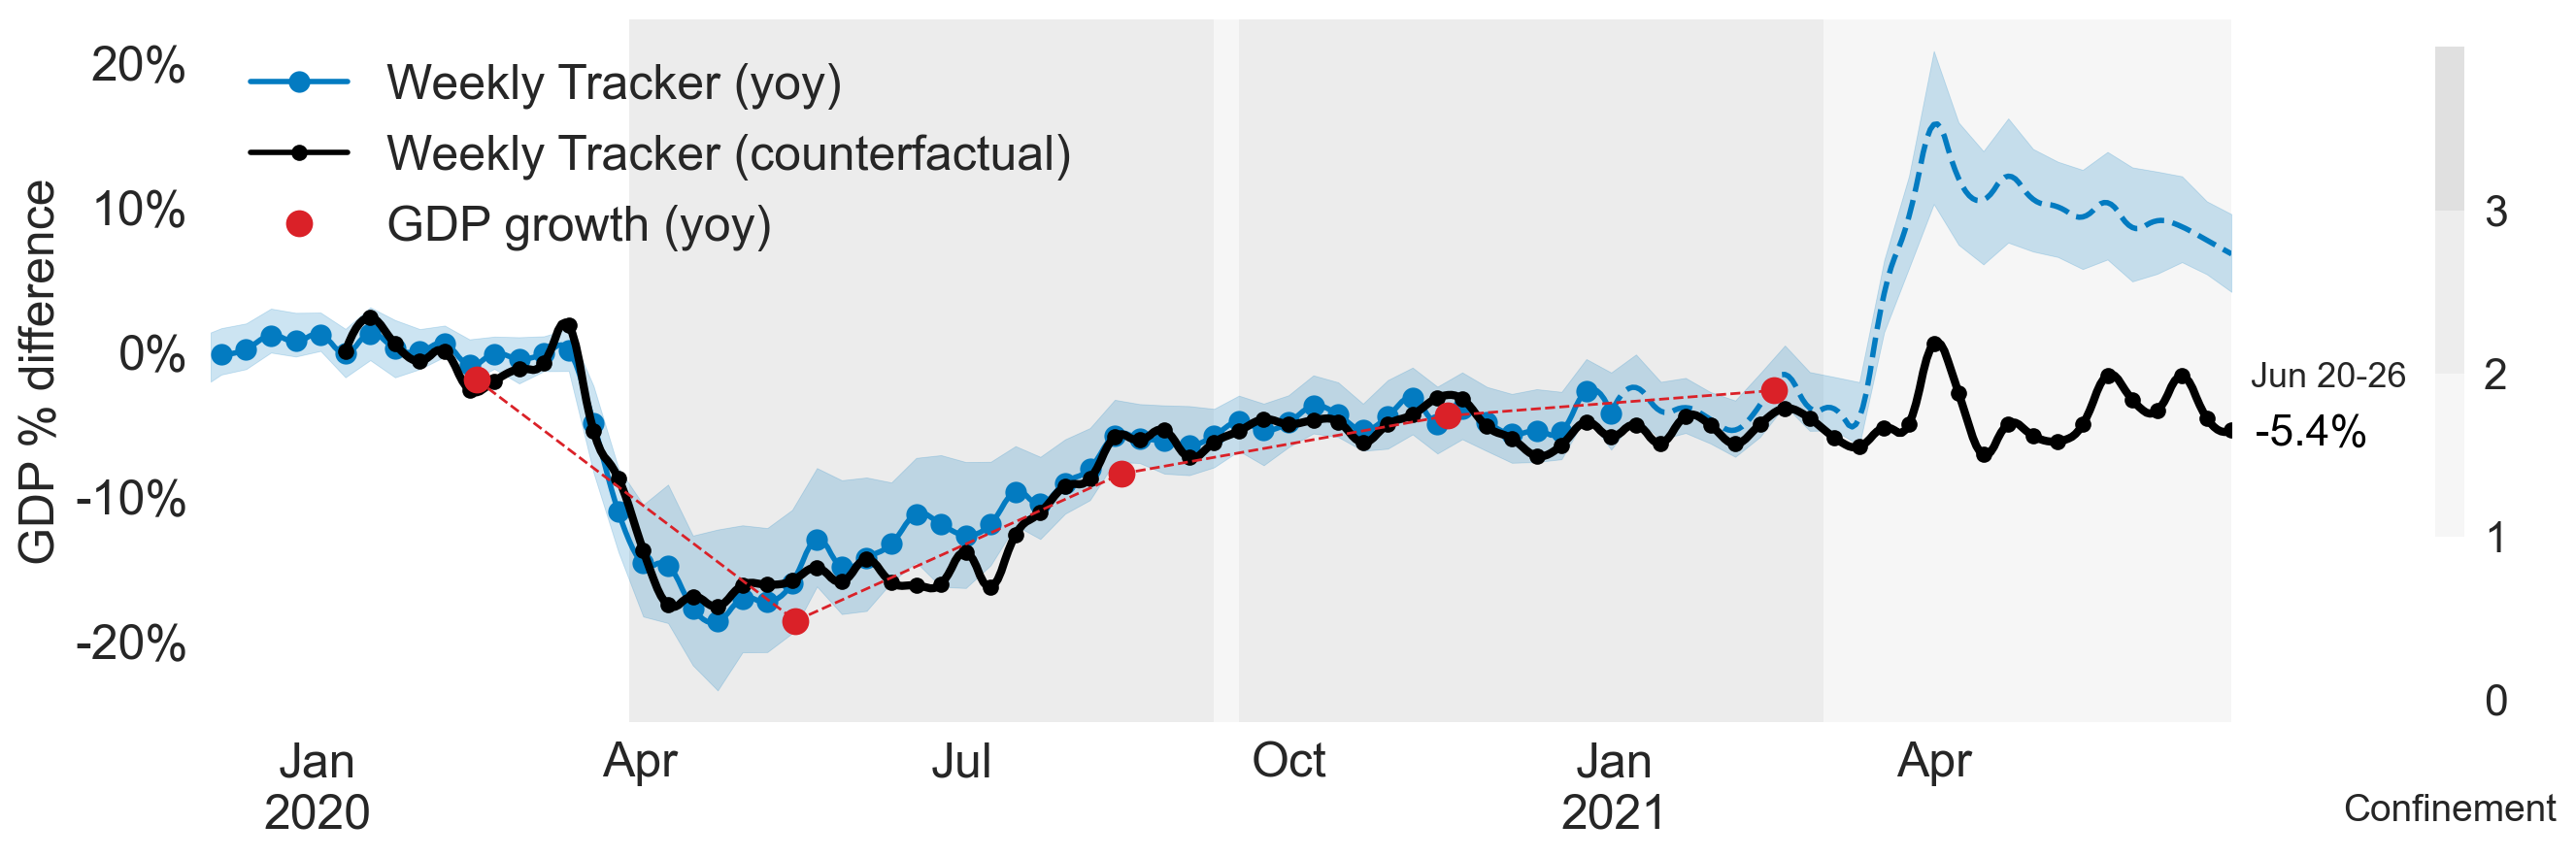 GDP % difference
20%
10%
0%
-10%
-20%
Weekly Tracker (yoy)
Weekly Tracker (counterfactual)
GDP growth (yoy)
Jan
2020
Apr
Jul
Oct
Jan
2021
Apr
Jun 20-26
-5.4%
3
2
1
0
Confinement